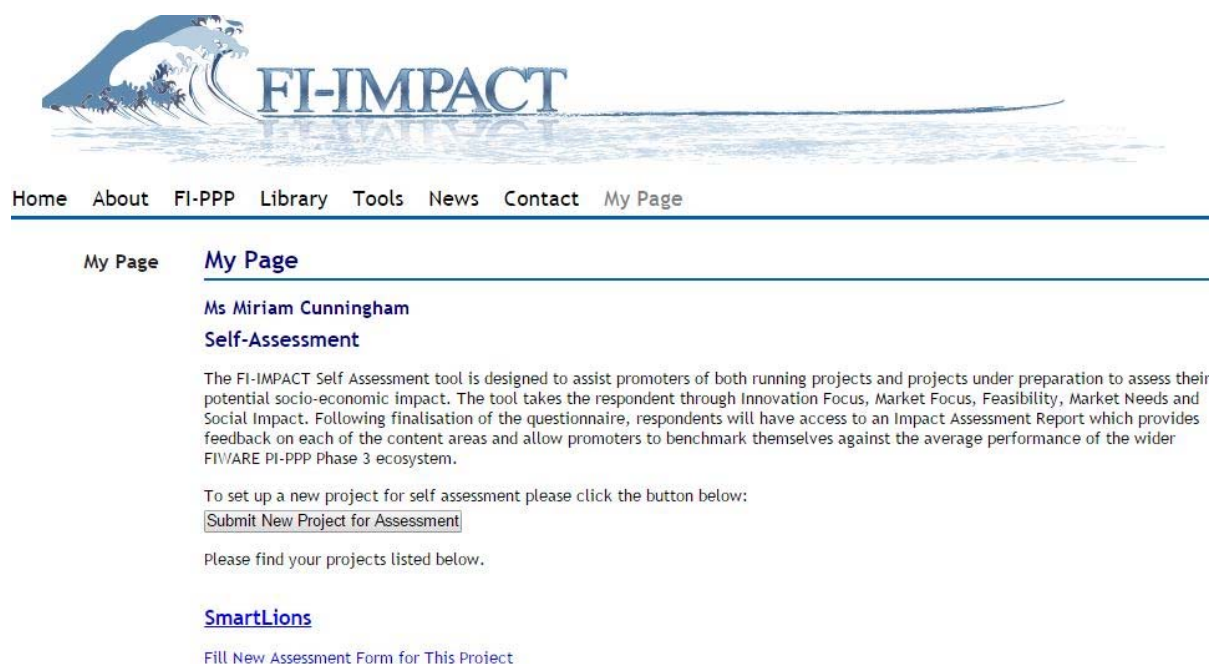 FI-IMPACT
Home About FI-PPP Library Tools News Contact My Page
My Page
My Page
Ms Miriam Cunningham
Self-Assessment
The FI-IMPACT Self Assessment tool is designed to assist promoters of both running projects and projects under preparation to assess their
potential socio-economic impact. The tool takes the respondent through Innovation Focus, Market Focus, Feasibility, Market Needs and
Social Impact. Following finalisation of the questionnaire, respondents will have access to an Impact Assessment Report which provides
feedback on each of the content areas and allow promoters to benchmark themselves against the average performance of the wider
FIWARE PI-PPP Phase 3 ecosystem.
To set up a new project for self assessment please click the button below:
Submit New Project for Assessment
Please find your projects listed below.
SmartLions
Fill New Assessment Form for This Project